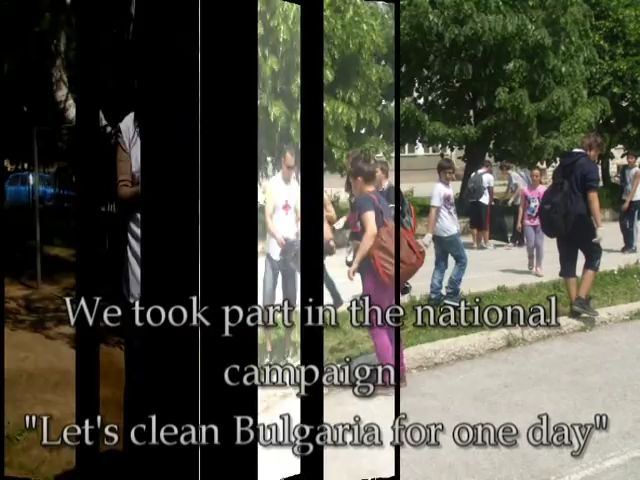 We took part in the national
campaign
"Let's clean Bulgaria for one day"